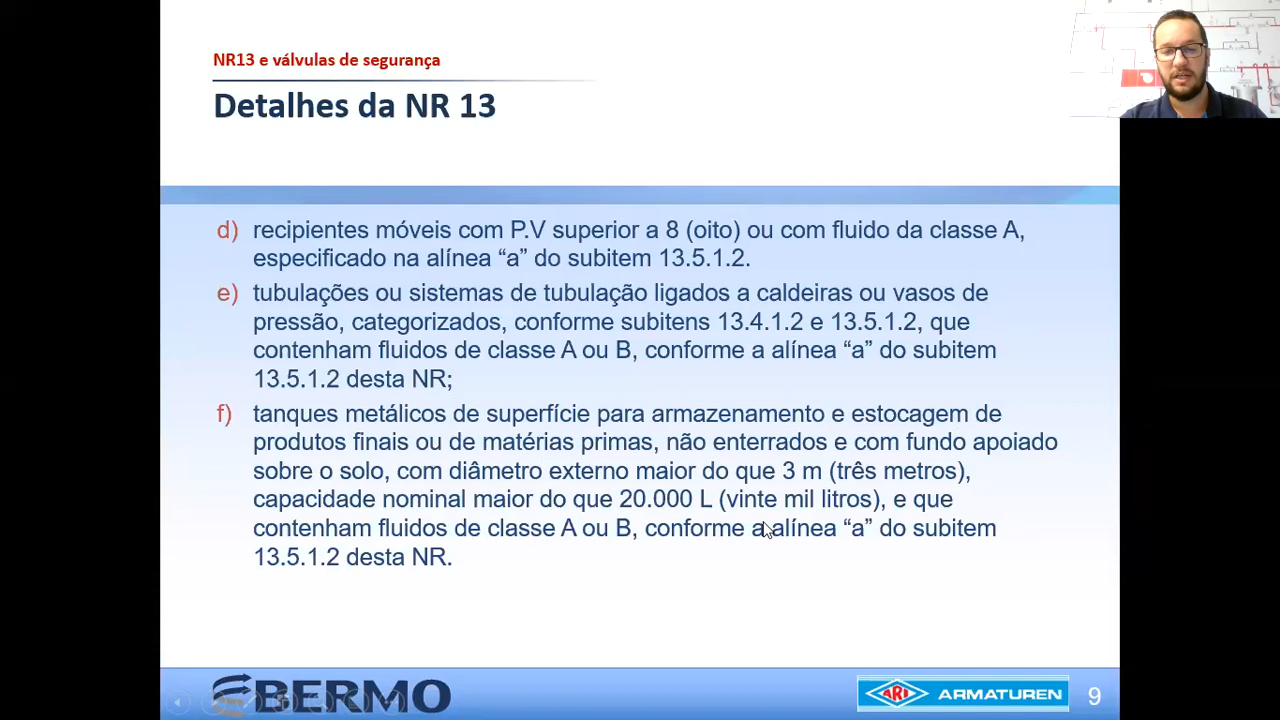 NR13 e válvulas de segurança
Detalhes da NR 13
d) recipientes móveis com P.V superior a 8 (oito) ou com fluido da classe A,
especificado na alínea “a” do subitem 13.5.1.2.
e) tubulações ou sistemas de tubulação ligados a caldeiras ou vasos de
pressão, categorizados, conforme subitens 13.4.1.2 e 13.5.1.2, que
contenham fluidos de classe A ou B, conforme a alínea “a” do subitem
13.5.1.2 desta NR;
f) tanques metálicos de superfície para armazenamento e estocagem de
produtos finais ou de matérias primas, não enterrados e com fundo apoiado
sobre o solo, com diâmetro externo maior do que 3 m (três metros),
capacidade nominal maior do que 20.000 L (vinte mil litros), e que
contenham fluidos de classe A ou B, conforme a alínea “a” do subitem
13.5.1.2 desta NR.
BERMO
ARI ARMATUREN
9